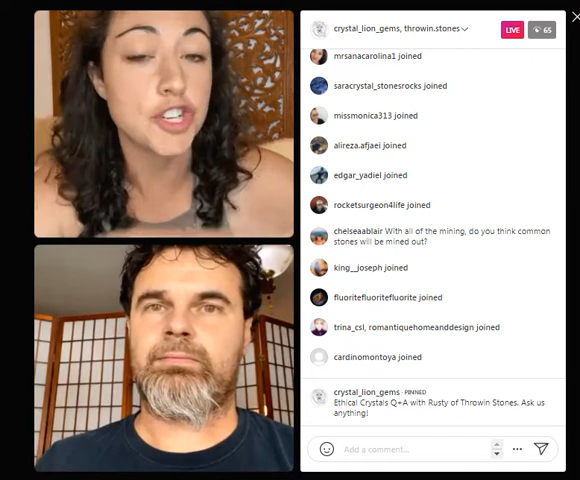 crystal_lion_gems, throwin.stones
LIVE
65
mrsanacarolina1 joined
saracrystal_stonesrocks joined
missmonica313 joined
alireza.afjaei joined
edgar_yadiel joined
rocketsurgeon4life joined
chelseaablair With all of the mining, do you think common
stones will be mined out?
king__joseph joined
fluoritefluoritefluorite joined
trina_csl, romantiquehomeanddesign joined
cardinomontoya joined
crystal_lion_gems · PINNED
Ethical Crystals Q+A with Rusty of Throwin Stones. Ask us
anything!
Add a comment...